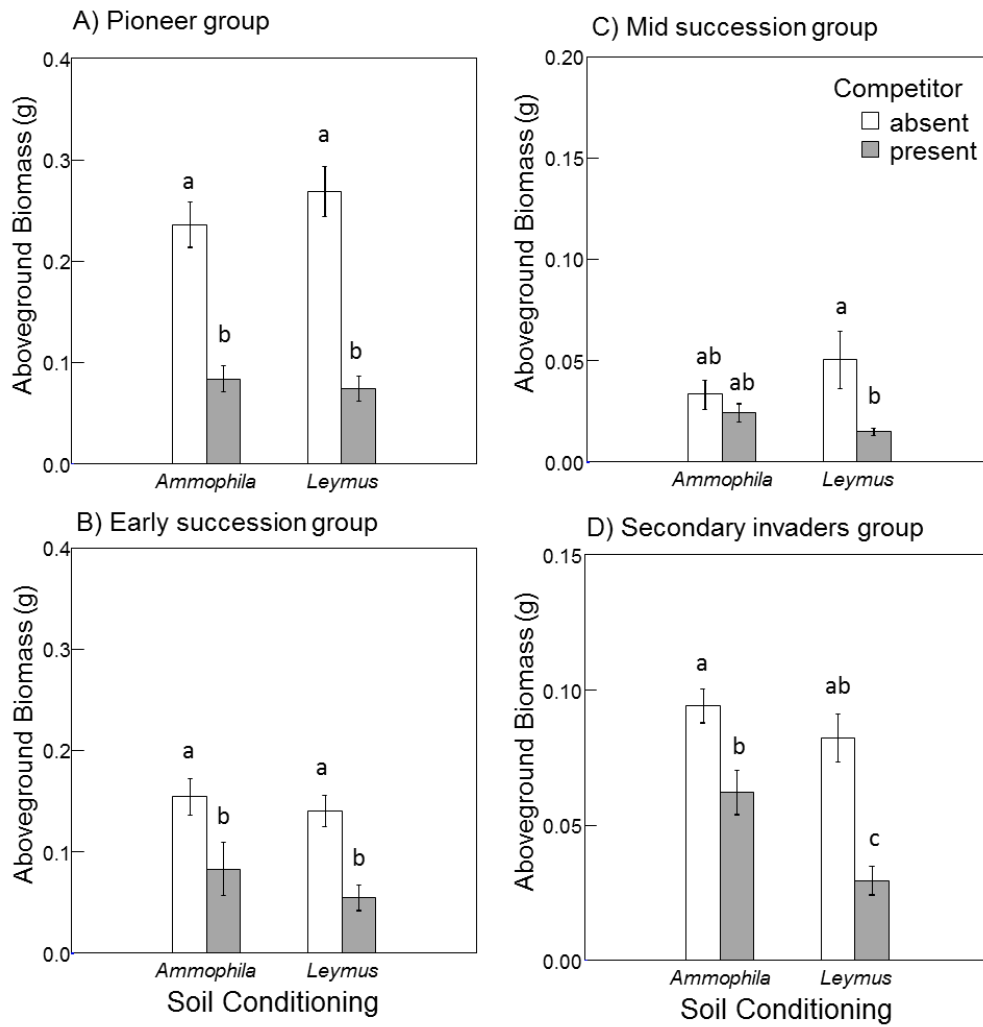 A) Pioneer group
Aboveground Biomass (g)
0.4
0.3
0.2
0.1
0.0
a
b
a
b
Ammophila
Leymus
B) Early succession group
Aboveground Biomass (g)
0.4
0.3
0.2
0.1
0.0
a
b
a
b
Ammophila
Leymus
Soil Conditioning
C) Mid succession group
Aboveground Biomass (g)
0.20
0.15
0.10
0.05
0.00
Competitor
absent
present
ab
ab
a
b
Ammophila
Leymus
D) Secondary invaders group
Aboveground Biomass (g)
0.15
0.10
0.05
0.00
a
b
ab
c
Ammophila
Leymus
Soil Conditioning